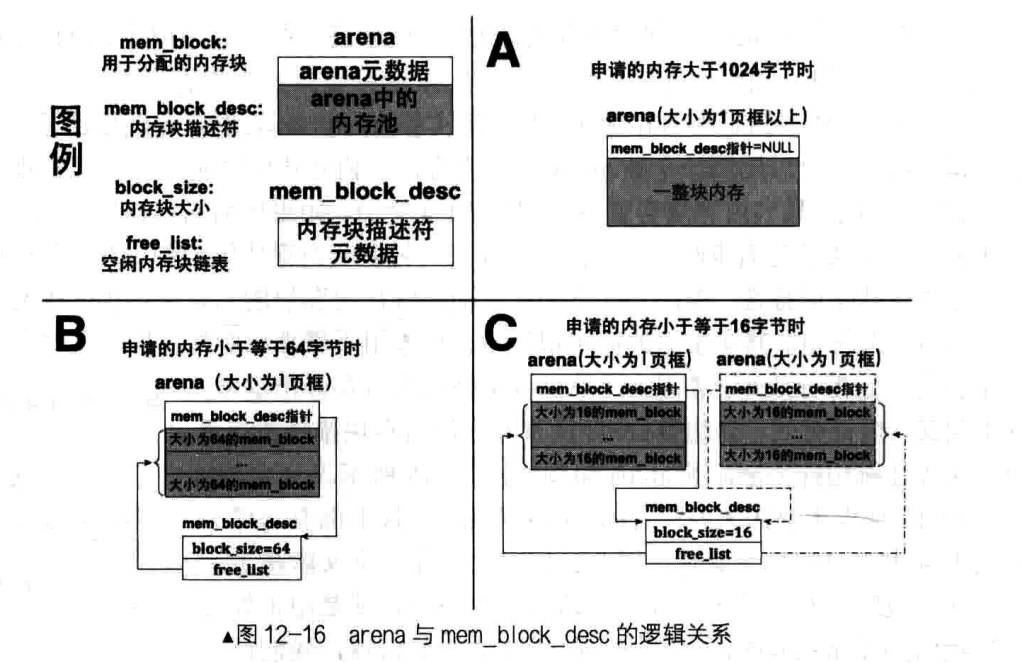 图
例
mem_block:
用于分配的内存块
mem_block_desc:
内存块描述符
block_size:
内存块大小
free_list:
空闲内存块链表
arena
arena元数据
arena中的
内存池
mem_block_desc
内存块描述符
元数据
A
申请的内存大于1024字节时
arena(大小为1页框以上)
mem_block_desc指针=NULL
一整块内存
B
申请的内存小于等于64字节时
arena（大小为1页框）
mem_block_desc指针
大小为64的mem_block
...
大小为64的mem_block
mem_block_desc
block_size=64
free_list
C
申请的内存小于等于16字节时
arena(大小为1页框)
mem_block_desc指针
大小为16的mem_block
...
大小为16的mem_block
arena(大小为1页框)
mem_block_desc指针
大小为16的mem_block
...
大小为16的mem_block
mem_block_desc
block_size=16
free_list
▲图 12-16 arena 与 mem_block_desc 的逻辑关系